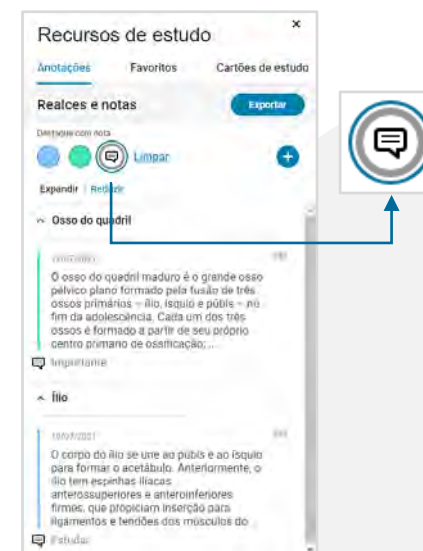 Recursos de estudo ×
Anotações Favoritos Cartões de estudo
Realces e notas Exportar
Destaque com nota
Limpar +
Expandir | Reduzir
Osso do quadril
19/07/2021
O osso do quadril maduro é o grande osso
pélvico plano formado pela fusão de três
ossos primários – ílio, ísquio e púbis – no
fim da adolescência. Cada um dos três
ossos é formado a partir de seu próprio
centro primário de ossificação; ...
Importante
Ílio
19/07/2021
O corpo do ílio se une ao púbis e ao ísquio
para formar o acetábulo. Anteriormente, o
ílio tem espinhas ilíacas
anterossuperiores e anteroinferiores
firmes, que propiciam inserção para
ligamentos e tendões dos músculos do ...
Estudar